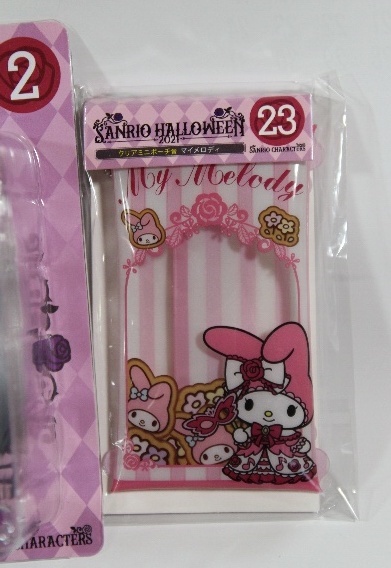 2
SANRIO HALLOWEEN
2021
23
クリアミニポーチ賞 マイメロディ
SANRIO CHARACTERS
My Melody
CHARACTERS